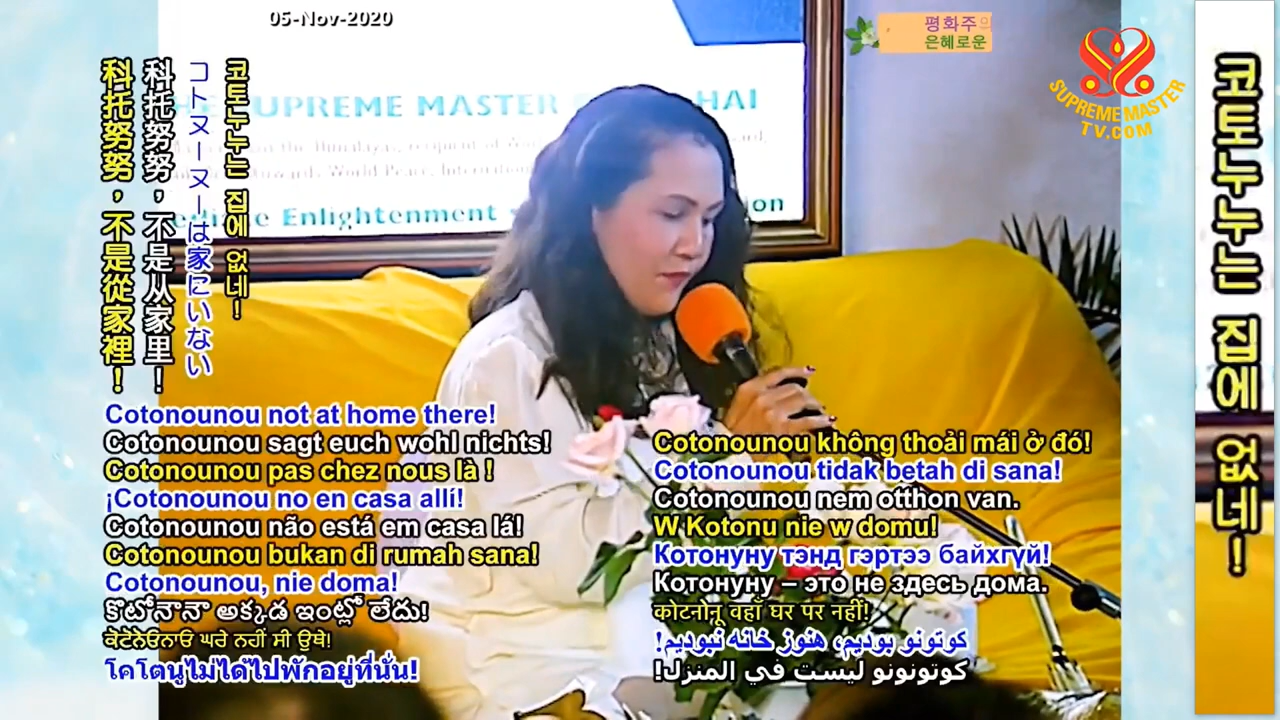 05-Nov-2020
평화주의
은혜로운
SUPREME MASTER
TV.COM
SUPREME MASTER HAI
Enlightenment
코토누누는 집에 없네!
コトヌーヌーは家にいない
科托努努，不是从家里！
科托努努，不是從家裡！
Cotonounou not at home there!
Cotonounou sagt euch wohl nichts!
Cotonounou pas chez nous là !
¡Cotonounou no en casa allí!
Cotonounou não está em casa lá!
Cotonounou bukan di rumah sana!
Cotonounou, nie doma!
కొటోనౌనౌ అక్కడ ఇంట్లో లేదు!
ਕੋਟੋਨੋਓਨਾਓ ਘਰੇ ਨਹੀਂ ਸੀ ਉਥੇ!
โคโตนูไม่ได้ไปพักอยู่ที่นั่น!
Cotonounou không thoải mái ở đó!
Cotonounou tidak betah di sana!
Cotonounou nem otthon van.
W Kotonu nie w domu!
Котонуну тэнд гэртээ байхгүй!
Котонуну – это не здесь дома.
कोटनोनू वहाँ घर पर नहीं!
کوتونو بودیم، هنوز خانه نبودیم!
كوتونونو ليست في المنزل!
코토누누는 집에 없네!